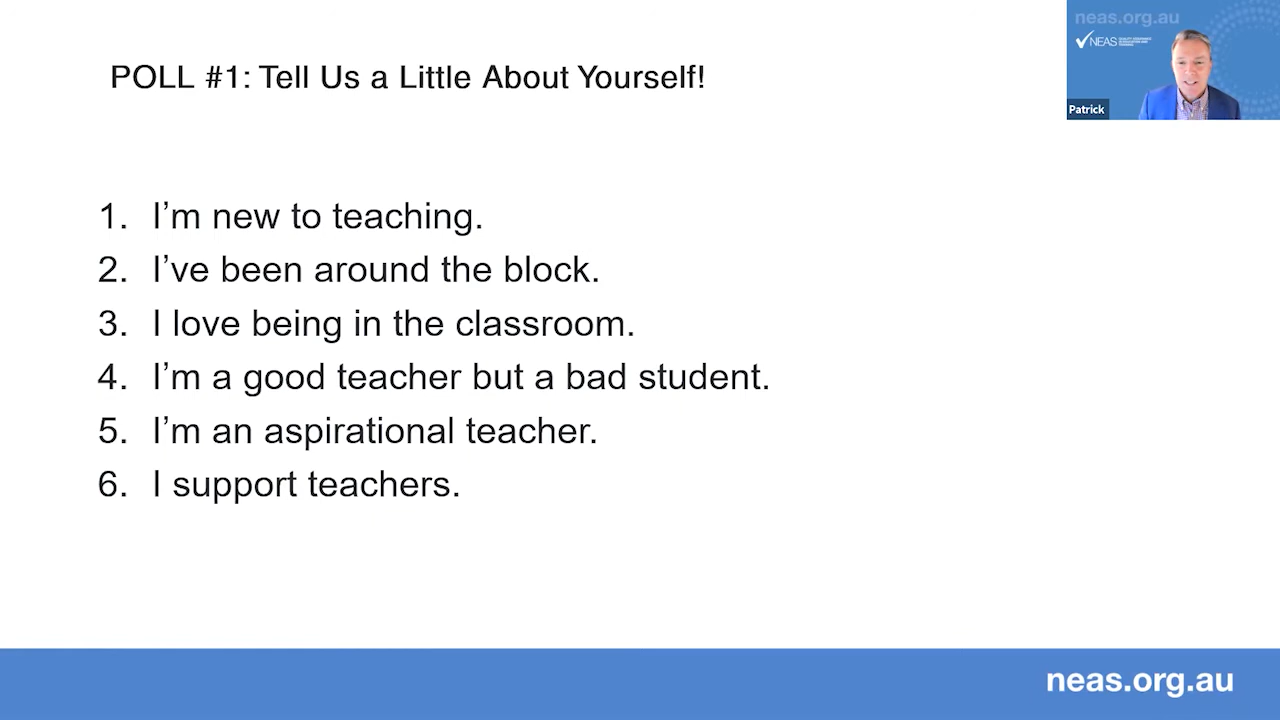 POLL #1: Tell Us a Little About Yourself!
neas.org.au
NEAS
Patrick
1. I’m new to teaching.
2. I’ve been around the block.
3. I love being in the classroom.
4. I’m a good teacher but a bad student.
5. I’m an aspirational teacher.
6. I support teachers.
neas.org.au